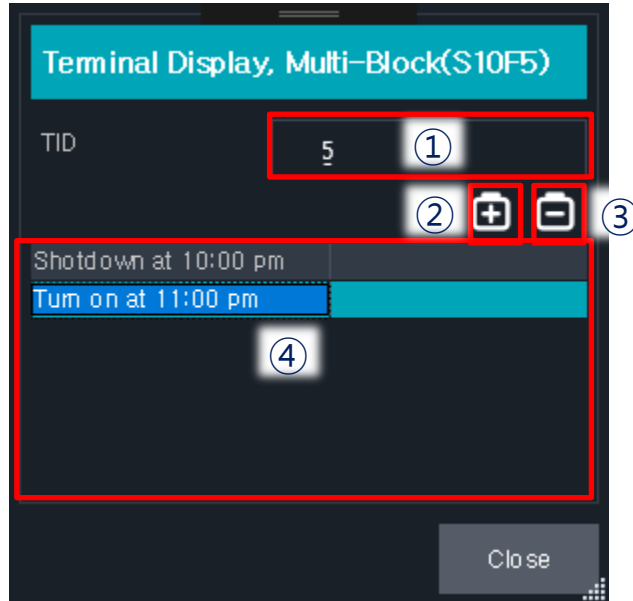 Terminal Display, Multi-Block(S10F5)
TID 5 ①
② ③
Shotdown at 10:00 pm
Turn on at 11:00 pm
④
Close